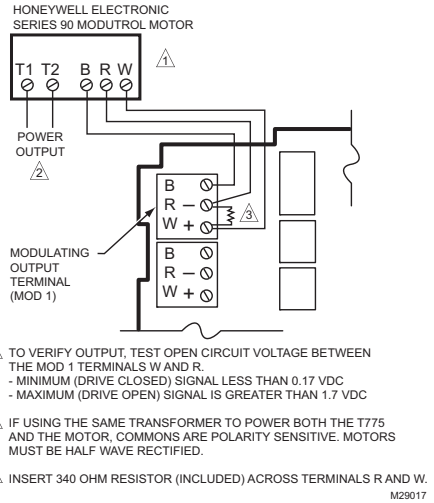 HONEYWELL ELECTRONIC
SERIES 90 MODUTROL MOTOR
T1 T2 B R W
1
POWER
OUTPUT
2
B
R –
W +
3
MODULATING
OUTPUT
TERMINAL
(MOD 1)
B
R –
W +
TO VERIFY OUTPUT, TEST OPEN CIRCUIT VOLTAGE BETWEEN
THE MOD 1 TERMINALS W AND R.
- MINIMUM (DRIVE CLOSED) SIGNAL LESS THAN 0.17 VDC
- MAXIMUM (DRIVE OPEN) SIGNAL IS GREATER THAN 1.7 VDC
IF USING THE SAME TRANSFORMER TO POWER BOTH THE T775
AND THE MOTOR, COMMONS ARE POLARITY SENSITIVE. MOTORS
MUST BE HALF WAVE RECTIFIED.
INSERT 340 OHM RESISTOR (INCLUDED) ACROSS TERMINALS R AND W.
M29017